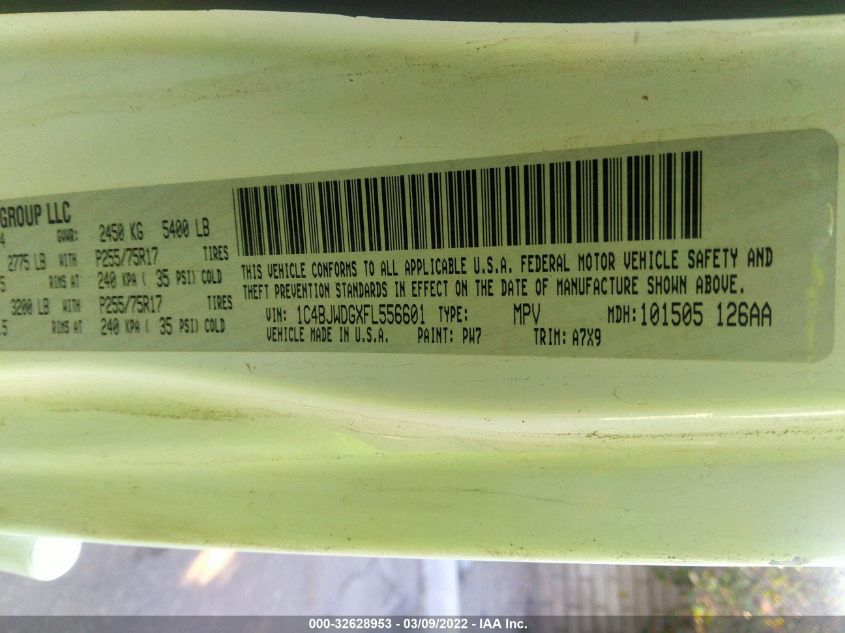 GROUP LLC
4 GVWR: 2450 KG 5400 LB
2775 LB WITH P255/75R17 TIRES
5 RIMS AT 240 KPA ( 35 PSI) COLD
3200 LB WITH P255/75R17 TIRES
.5 RIMS AT 240 KPA ( 35 PSI) COLD
THIS VEHICLE CONFORMS TO ALL APPLICABLE U.S.A. FEDERAL MOTOR VEHICLE SAFETY AND
THEFT PREVENTION STANDARDS IN EFFECT ON THE DATE OF MANUFACTURE SHOWN ABOVE.
VIN: 1C4BJWDGXFL556601 TYPE: MPV MDH: 101505 126AA
VEHICLE MADE IN U.S.A. PAINT: PW7 TRIM: A7X9
000-32628953 - 03/09/2022 - IAA Inc.